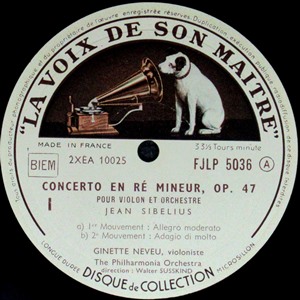 "LA VOIX DE SON MAITRE"
MADE IN FRANCE
33⅓ Tours minute
BIEM
2XEA 10025
FJLP 5036 A
CONCERTO EN RÉ MINEUR, OP. 47
POUR VIOLON ET ORCHESTRE
I
JEAN SIBELIUS
a) 1er Mouvement : Allegro moderato
b) 2e Mouvement : Adagio di molto
GINETTE NEVEU, violoniste
The Philharmonia Orchestra
direction : Walter SUSSKIND
LONGUE DURÉE
DISQUE de COLLECTION
MICROSILLON